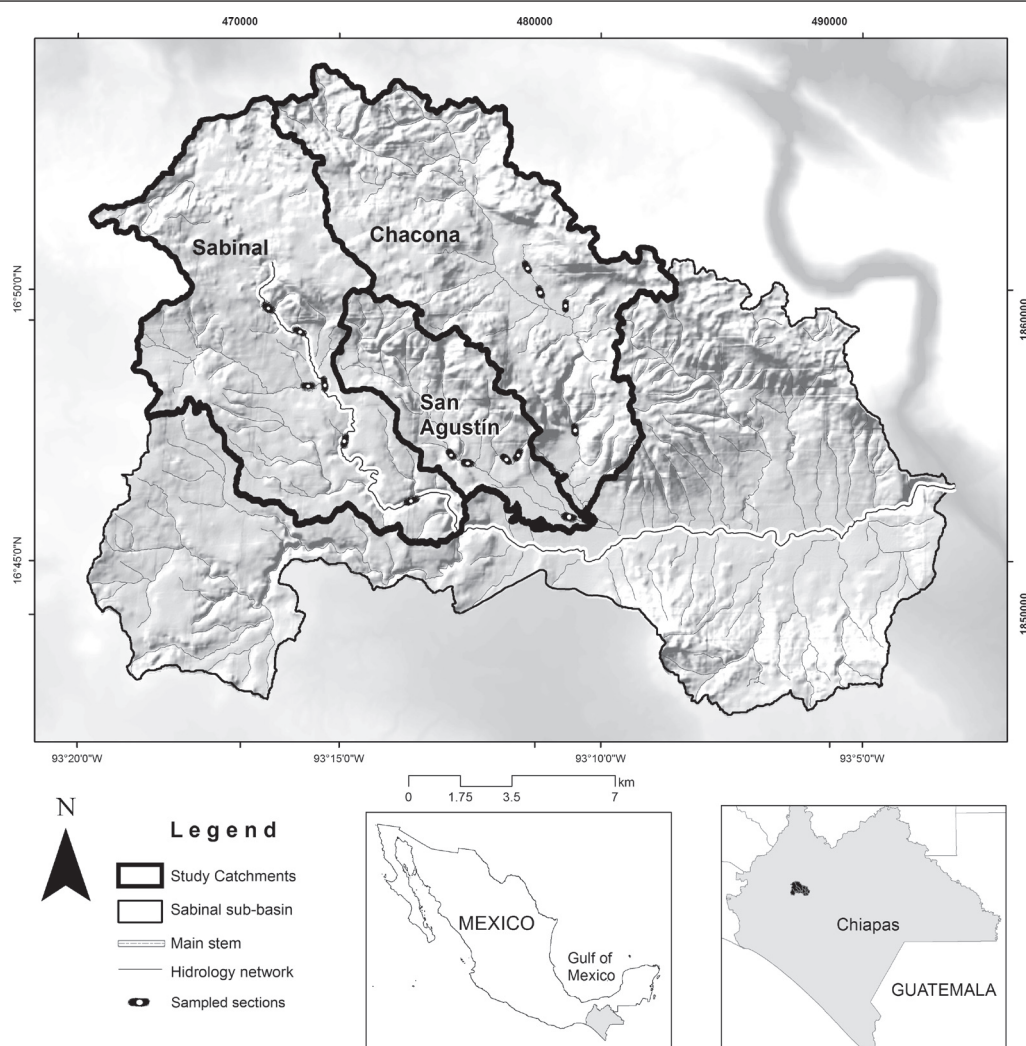 470000
480000
490000
Sabinal
Chacona
San
Agustín
16°50'0"N
1860000
16°45'0"N
1850000
93°20'0"W
93°15'0"W
93°10'0"W
93°5'0"W
km
0
1.75
3.5
7
N
Legend
Study Catchments
Sabinal sub-basin
Main stem
Hidrology network
Sampled sections
MEXICO
Gulf of
Mexico
Chiapas
GUATEMALA